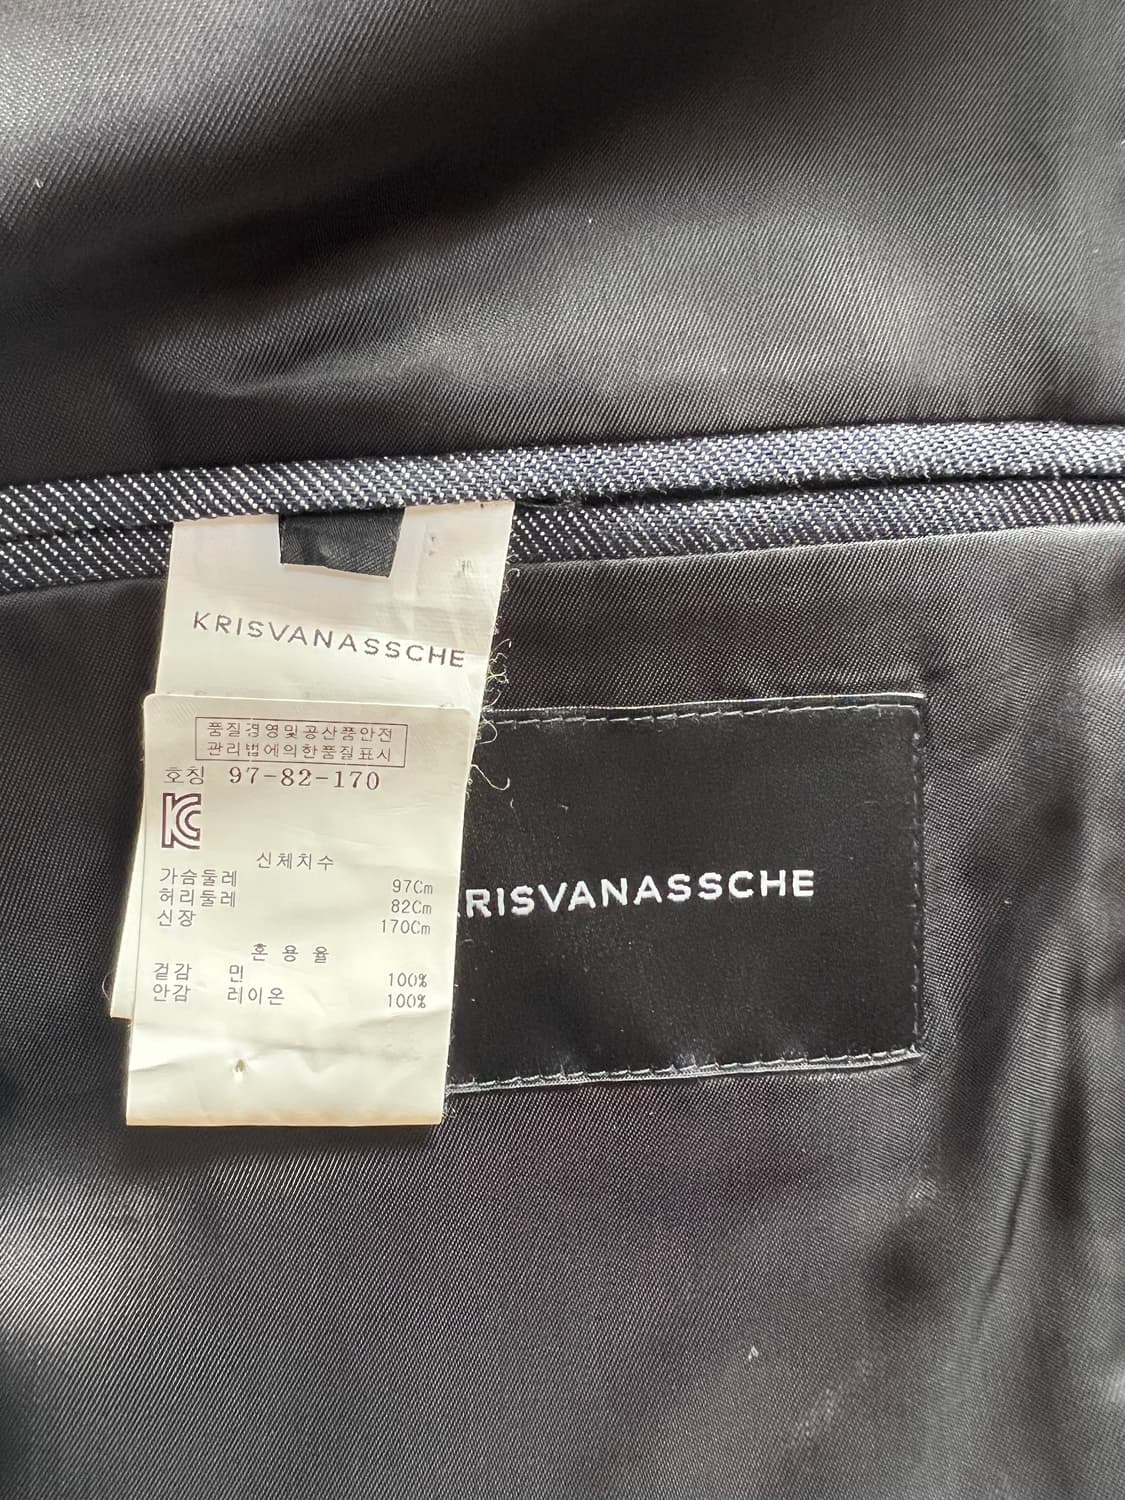 KRISVANASSCHE
품질경영및공산품안전
관리법에의한품질표시
호칭 97-82-170
KC
신체치수
가슴둘레 97Cm
허리둘레 82Cm
신장 170Cm
혼 용 율
겉감 민 100%
안감 레이온 100%
RISVANASSCHE